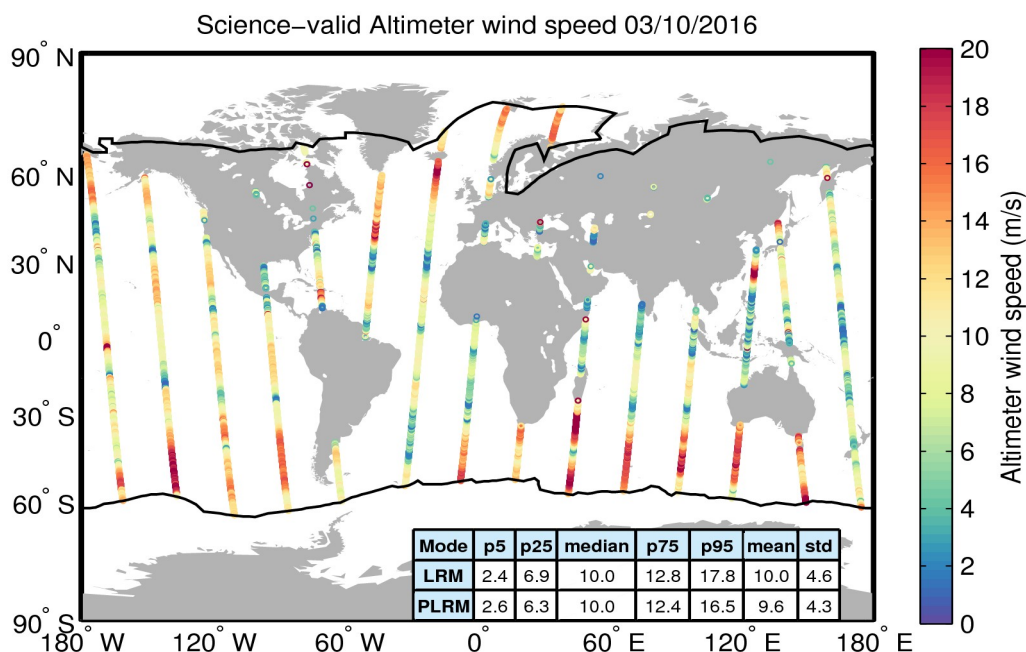 Science−valid Altimeter wind speed 03/10/2016
90° N
60° N
30° N
0°
30° S
60° S
90° S
180° W
120° W
60° W
0°
60° E
120° E
180° E
Mode p5 p25 median p75 p95 mean std
LRM 2.4 6.9 10.0 12.8 17.8 10.0 4.6
PLRM 2.6 6.3 10.0 12.4 16.5 9.6 4.3
20
18
16
14
12
10
8
6
4
2
0
Altimeter wind speed (m/s)